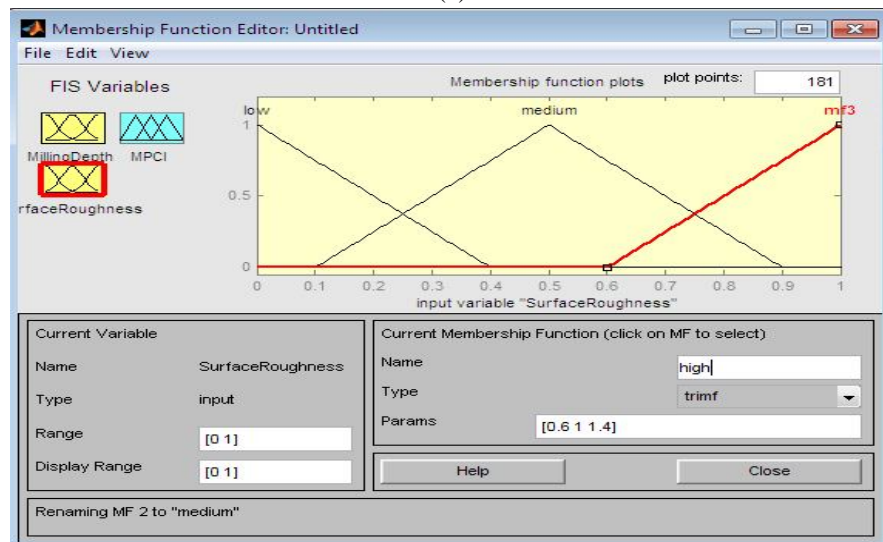 Membership Function Editor: Untitled
File Edit View
FIS Variables
Membership function plots
plot points:
181
low
medium
mf3
MillingDepth
MPCI
rfaceRoughness
1
0.5
0
0 0.1 0.2 0.3 0.4 0.5 0.6 0.7 0.8 0.9 1
input variable "SurfaceRoughness"
Current Variable
Name SurfaceRoughness
Type input
Range [0 1]
Display Range [0 1]
Current Membership Function (click on MF to select)
Name high
Type trimf
Params [0.6 1 1.4]
Help
Close
Renaming MF 2 to "medium"